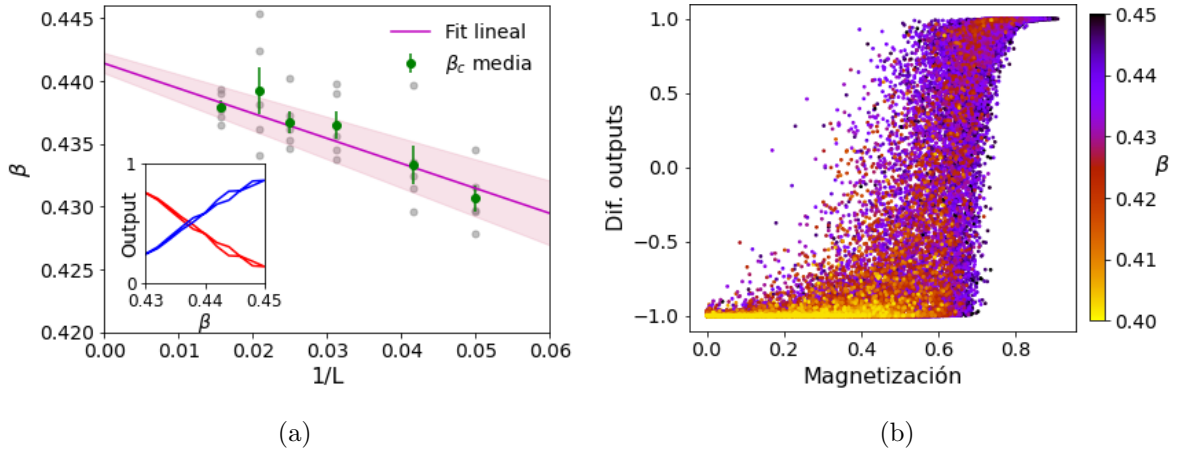 0.445
0.440
0.435
0.430
0.425
0.420
β
Fit lineal
β_c media
1
Output
0
0.43 0.44 0.45
β
0.00 0.01 0.02 0.03 0.04 0.05 0.06
1/L
(a)
1.0
0.5
0.0
−0.5
−1.0
Dif. outputs
0.0 0.2 0.4 0.6 0.8
Magnetización
0.45
0.44
0.43
0.42
0.41
0.40
β
(b)